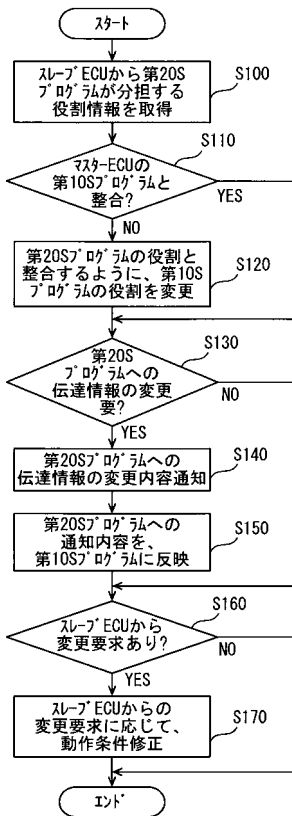 スタート
スレーブECUから第2OS
プログラムが分担する
役割情報を取得
S100
マスターECUの
第1OSプログラムと
整合?
S110
YES
NO
第2OSプログラムの役割と
整合するように、第1OS
プログラムの役割を変更
S120
第2OS
プログラムへの
伝達情報の変更
要?
S130
NO
YES
第2OSプログラムへの
伝達情報の変更内容通知
S140
第2OSプログラムへの
通知内容を、
第1OSプログラムに反映
S150
スレーブECUから
変更要求あり?
S160
NO
YES
スレーブECUからの
変更要求に応じて、
動作条件修正
S170
エンド